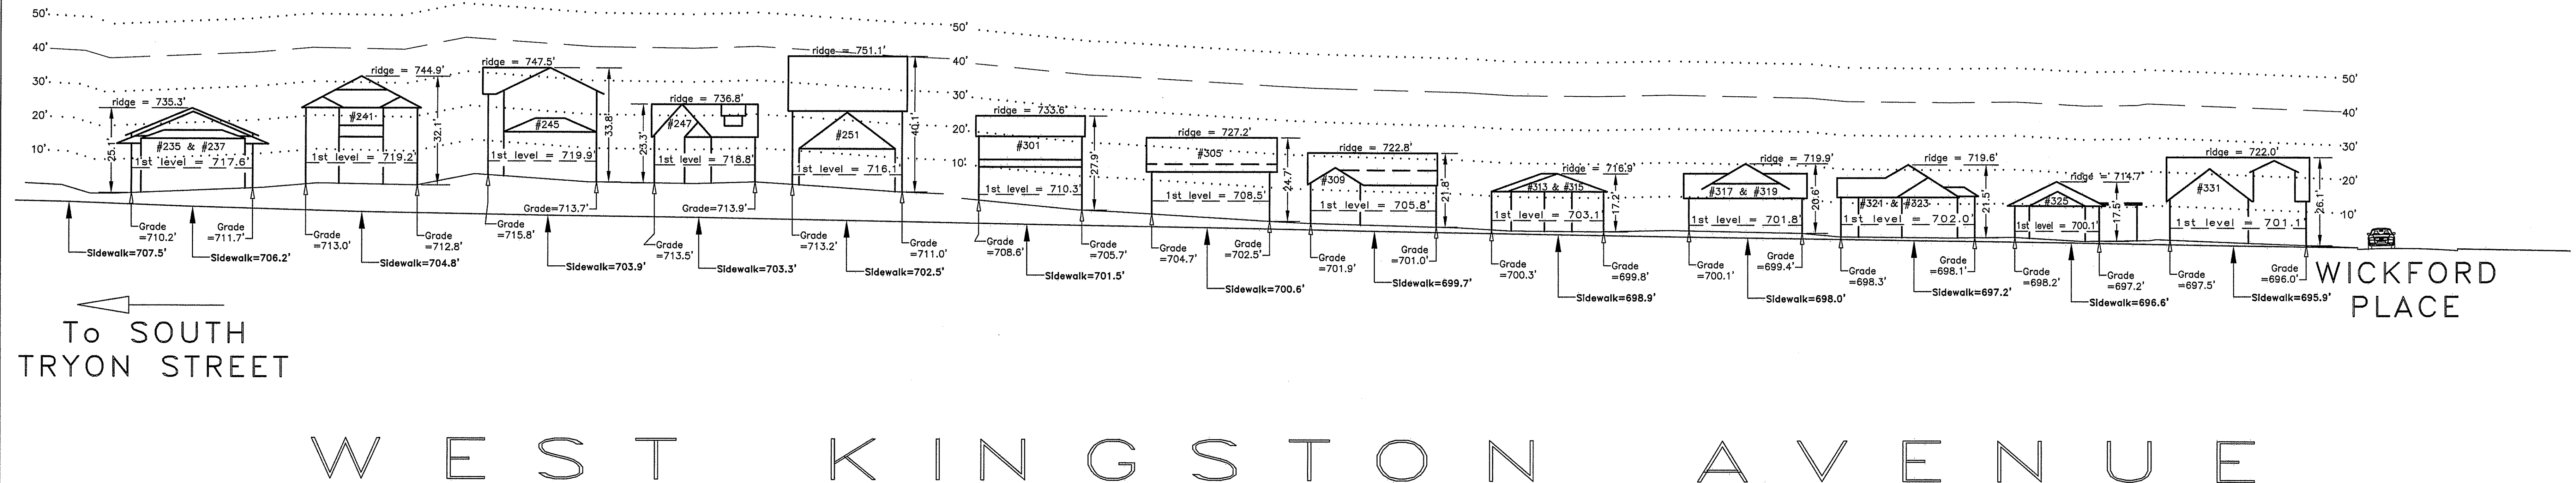 50'
40'
30'
20'
10'
ridge = 735.3'
25.1'
#235 & #237
1st level = 717.6'
Grade
=710.2'
Grade
=711.7'
Sidewalk=707.5'
Sidewalk=706.2'
ridge = 744.9'
#241
32.1'
1st level = 719.2'
Grade
=713.0'
Grade
=712.8'
Sidewalk=704.8'
ridge = 747.5'
#245
33.8'
1st level = 719.9'
Grade
=715.8'
Grade=713.7'
Sidewalk=703.9'
ridge = 736.8'
23.3'
#247
1st level = 718.8'
Grade
=713.5'
Grade=713.9'
Sidewalk=703.3'
ridge = 751.1'
#251
40.1'
1st level = 716.1'
Grade
=713.2'
Grade
=711.0'
Sidewalk=702.5'
50'
40'
30'
20'
10'
ridge = 733.6'
#301
27.9'
1st level = 710.3'
Grade
=708.6'
Grade
=705.7'
Sidewalk=701.5'
ridge = 727.2'
#305
24.7'
1st level = 708.5'
Grade
=704.7'
Grade
=702.5'
Sidewalk=700.6'
ridge = 722.8'
#309
21.8'
1st level = 705.8'
Grade
=701.9'
Grade
=701.0'
Sidewalk=699.7'
ridge = 716.9'
#313 & #315
17.2'
1st level = 703.1'
Grade
=700.3'
Grade
=699.8'
Sidewalk=698.9'
ridge = 719.9'
#317 & #319
20.6'
1st level = 701.8'
Grade
=700.1'
Grade
=699.4'
Sidewalk=698.0'
ridge = 719.6'
#321 & #323
21.5'
1st level = 702.0'
Grade
=698.3'
Grade
=698.1'
Sidewalk=697.2'
ridge = 714.7'
#325
17.5'
1st level = 700.1'
Grade
=698.2'
Grade
=697.2'
Sidewalk=696.6'
ridge = 722.0'
#331
26.1'
1st level = 701.1'
Grade
=697.5'
Grade
=696.0'
Sidewalk=695.9'
50'
40'
30'
20'
10'
WICKFORD
PLACE
To SOUTH
TRYON STREET
WEST KINGSTON AVENUE